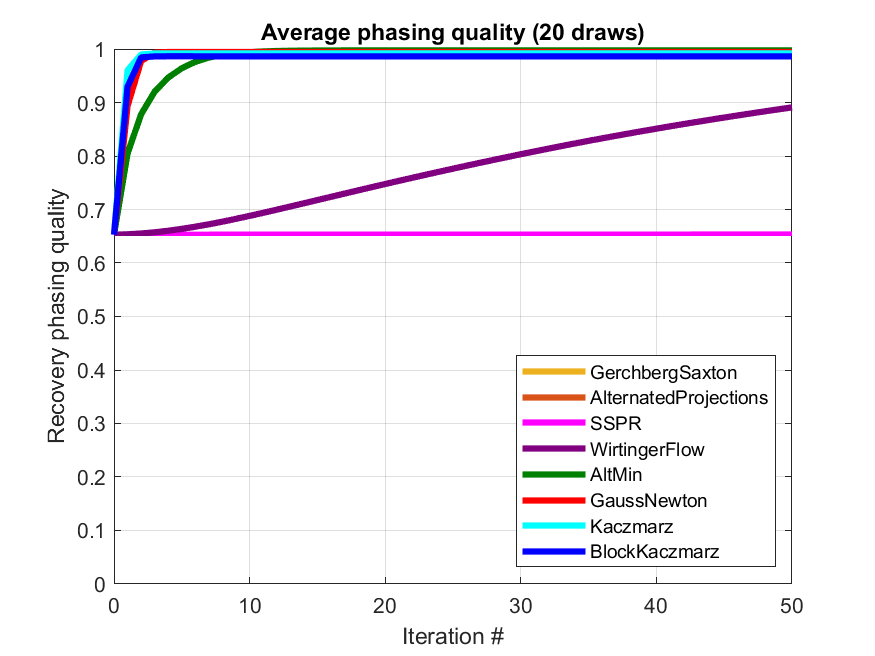 Average phasing quality (20 draws)
1
0.9
0.8
0.7
0.6
0.5
0.4
0.3
0.2
0.1
0
Recovery phasing quality
GerchbergSaxton
AlternatedProjections
SSPR
WirtingerFlow
AltMin
GaussNewton
Kaczmarz
BlockKaczmarz
0 10 20 30 40 50
Iteration #